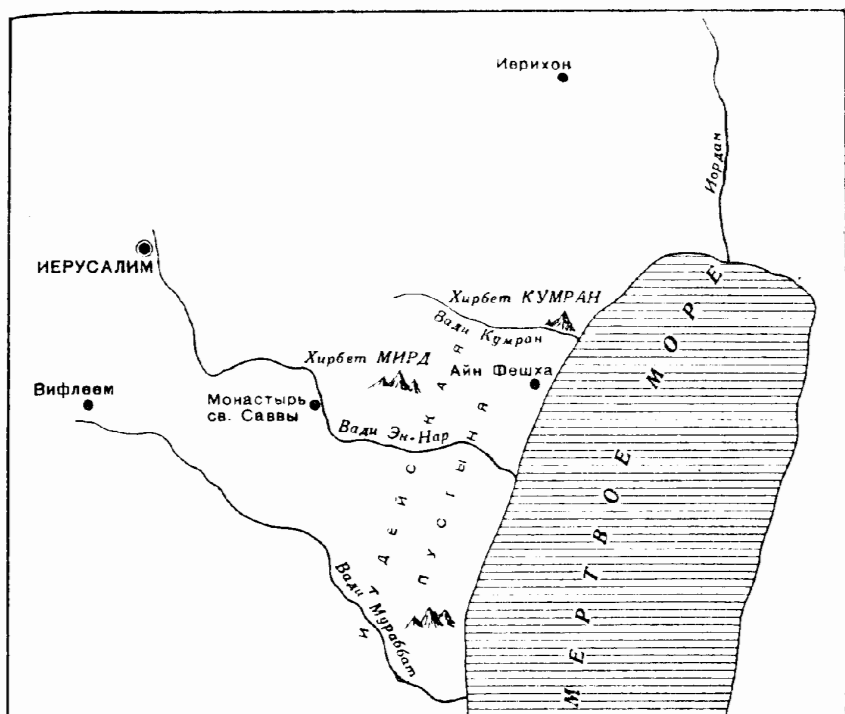 Иерихон
Иордан
ИЕРУСАЛИМ
Хирбет КУМРАН
Вади Кумран
Хирбет МИРД
Айн Фешха
Вифлеем
Монастырь
св. Саввы
Вади Эн-Нар
И Т ДЕЙСКАЯ
ПУСТЫНЯ
Вади Мураббат
МЕРТВОЕ МОРЕ